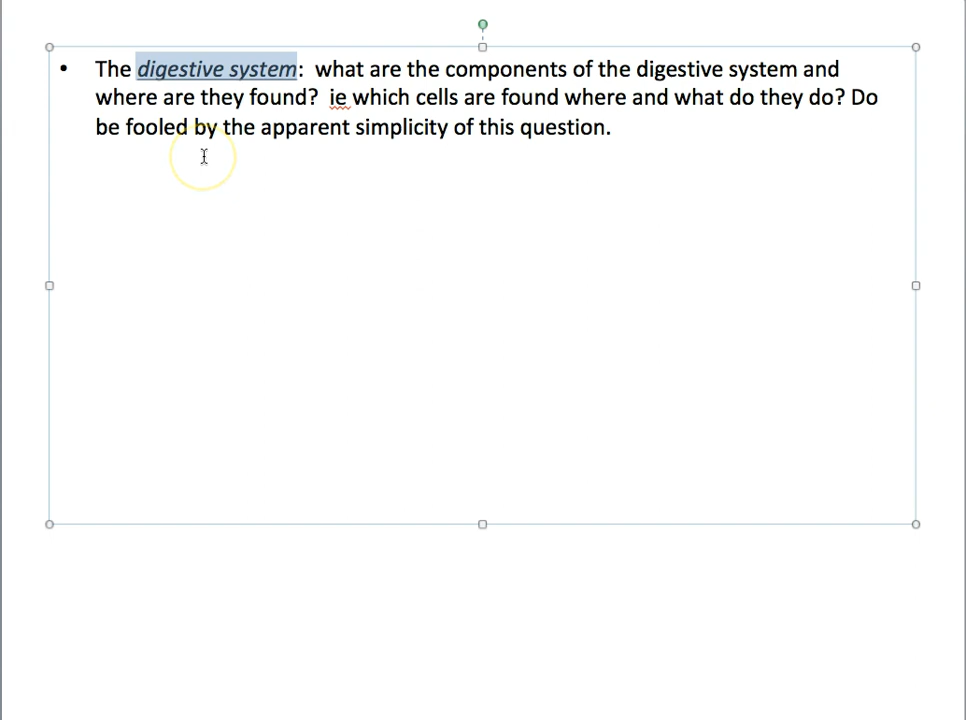 • The digestive system:  what are the components of the digestive system and
where are they found?  ie which cells are found where and what do they do? Do
be fooled by the apparent simplicity of this question.